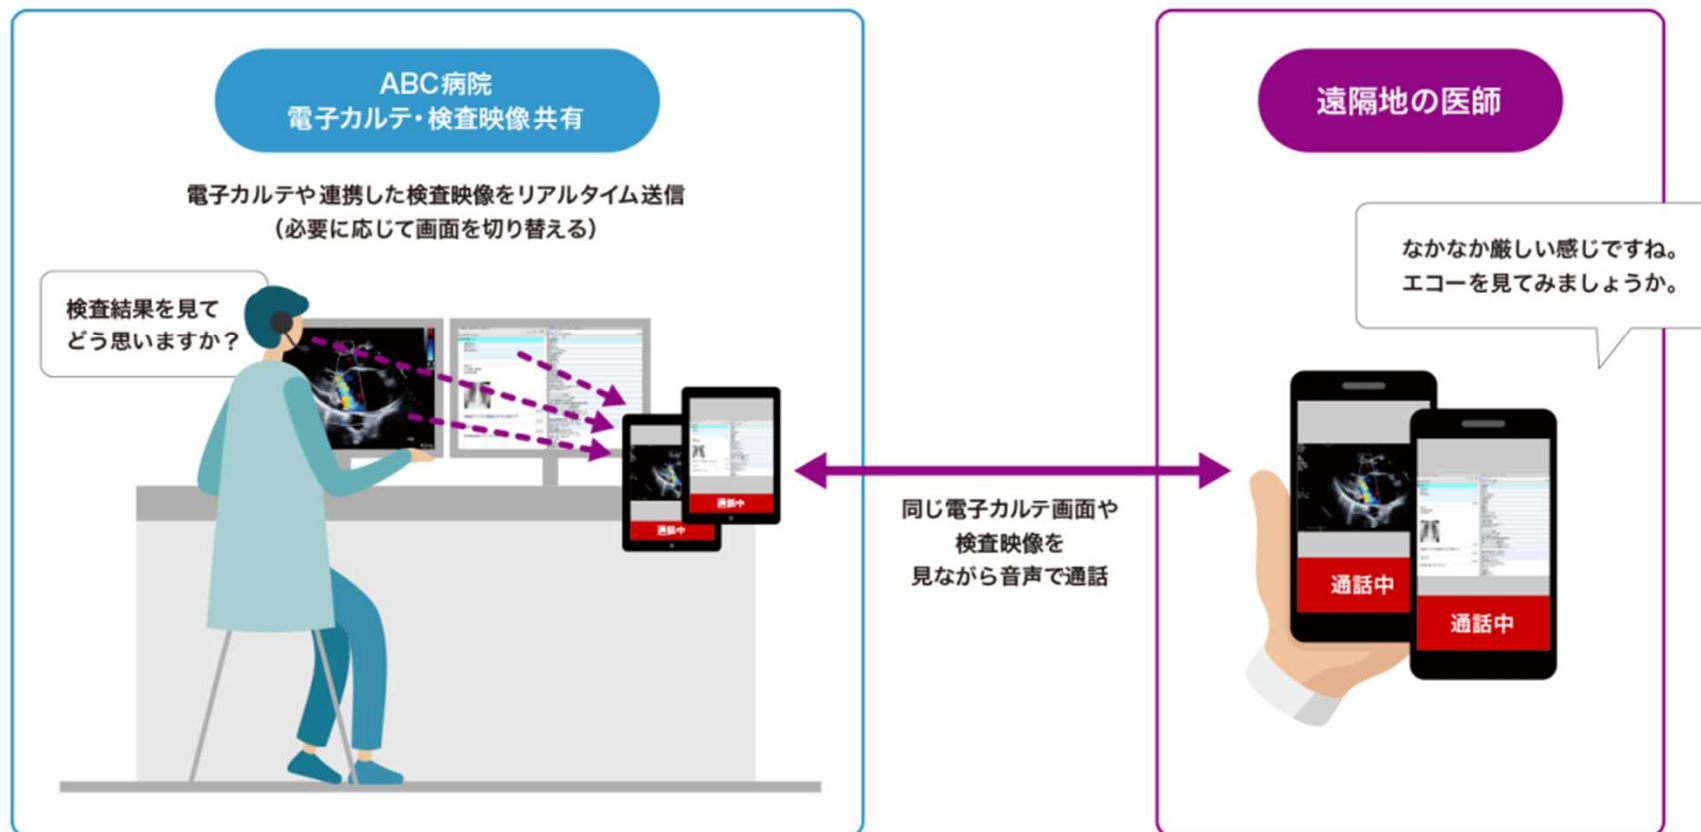 ABC病院
電子カルテ・検査映像共有
電子カルテや連携した検査映像をリアルタイム送信
（必要に応じて画面を切り替える）
検査結果を見て
どう思いますか？
通話中
通話中
同じ電子カルテ画面や
検査映像を
見ながら音声で通話
遠隔地の医師
なかなか厳しい感じですね。
エコーを見てみましょうか。
通話中
通話中